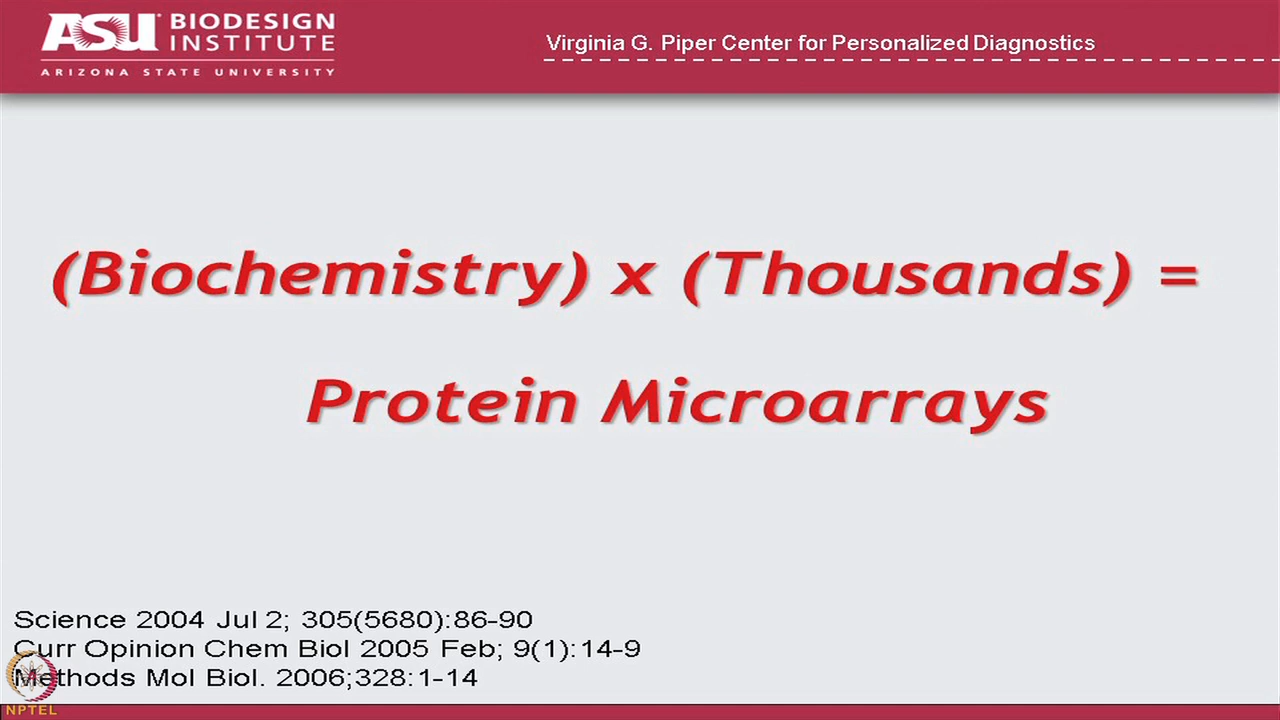 ASU BIODESIGN
INSTITUTE
ARIZONA STATE UNIVERSITY
Virginia G. Piper Center for Personalized Diagnostics
(Biochemistry) x (Thousands) =
Protein Microarrays
Science 2004 Jul 2; 305(5680):86-90
Curr Opinion Chem Biol 2005 Feb; 9(1):14-9
Methods Mol Biol. 2006;328:1-14
NPTEL